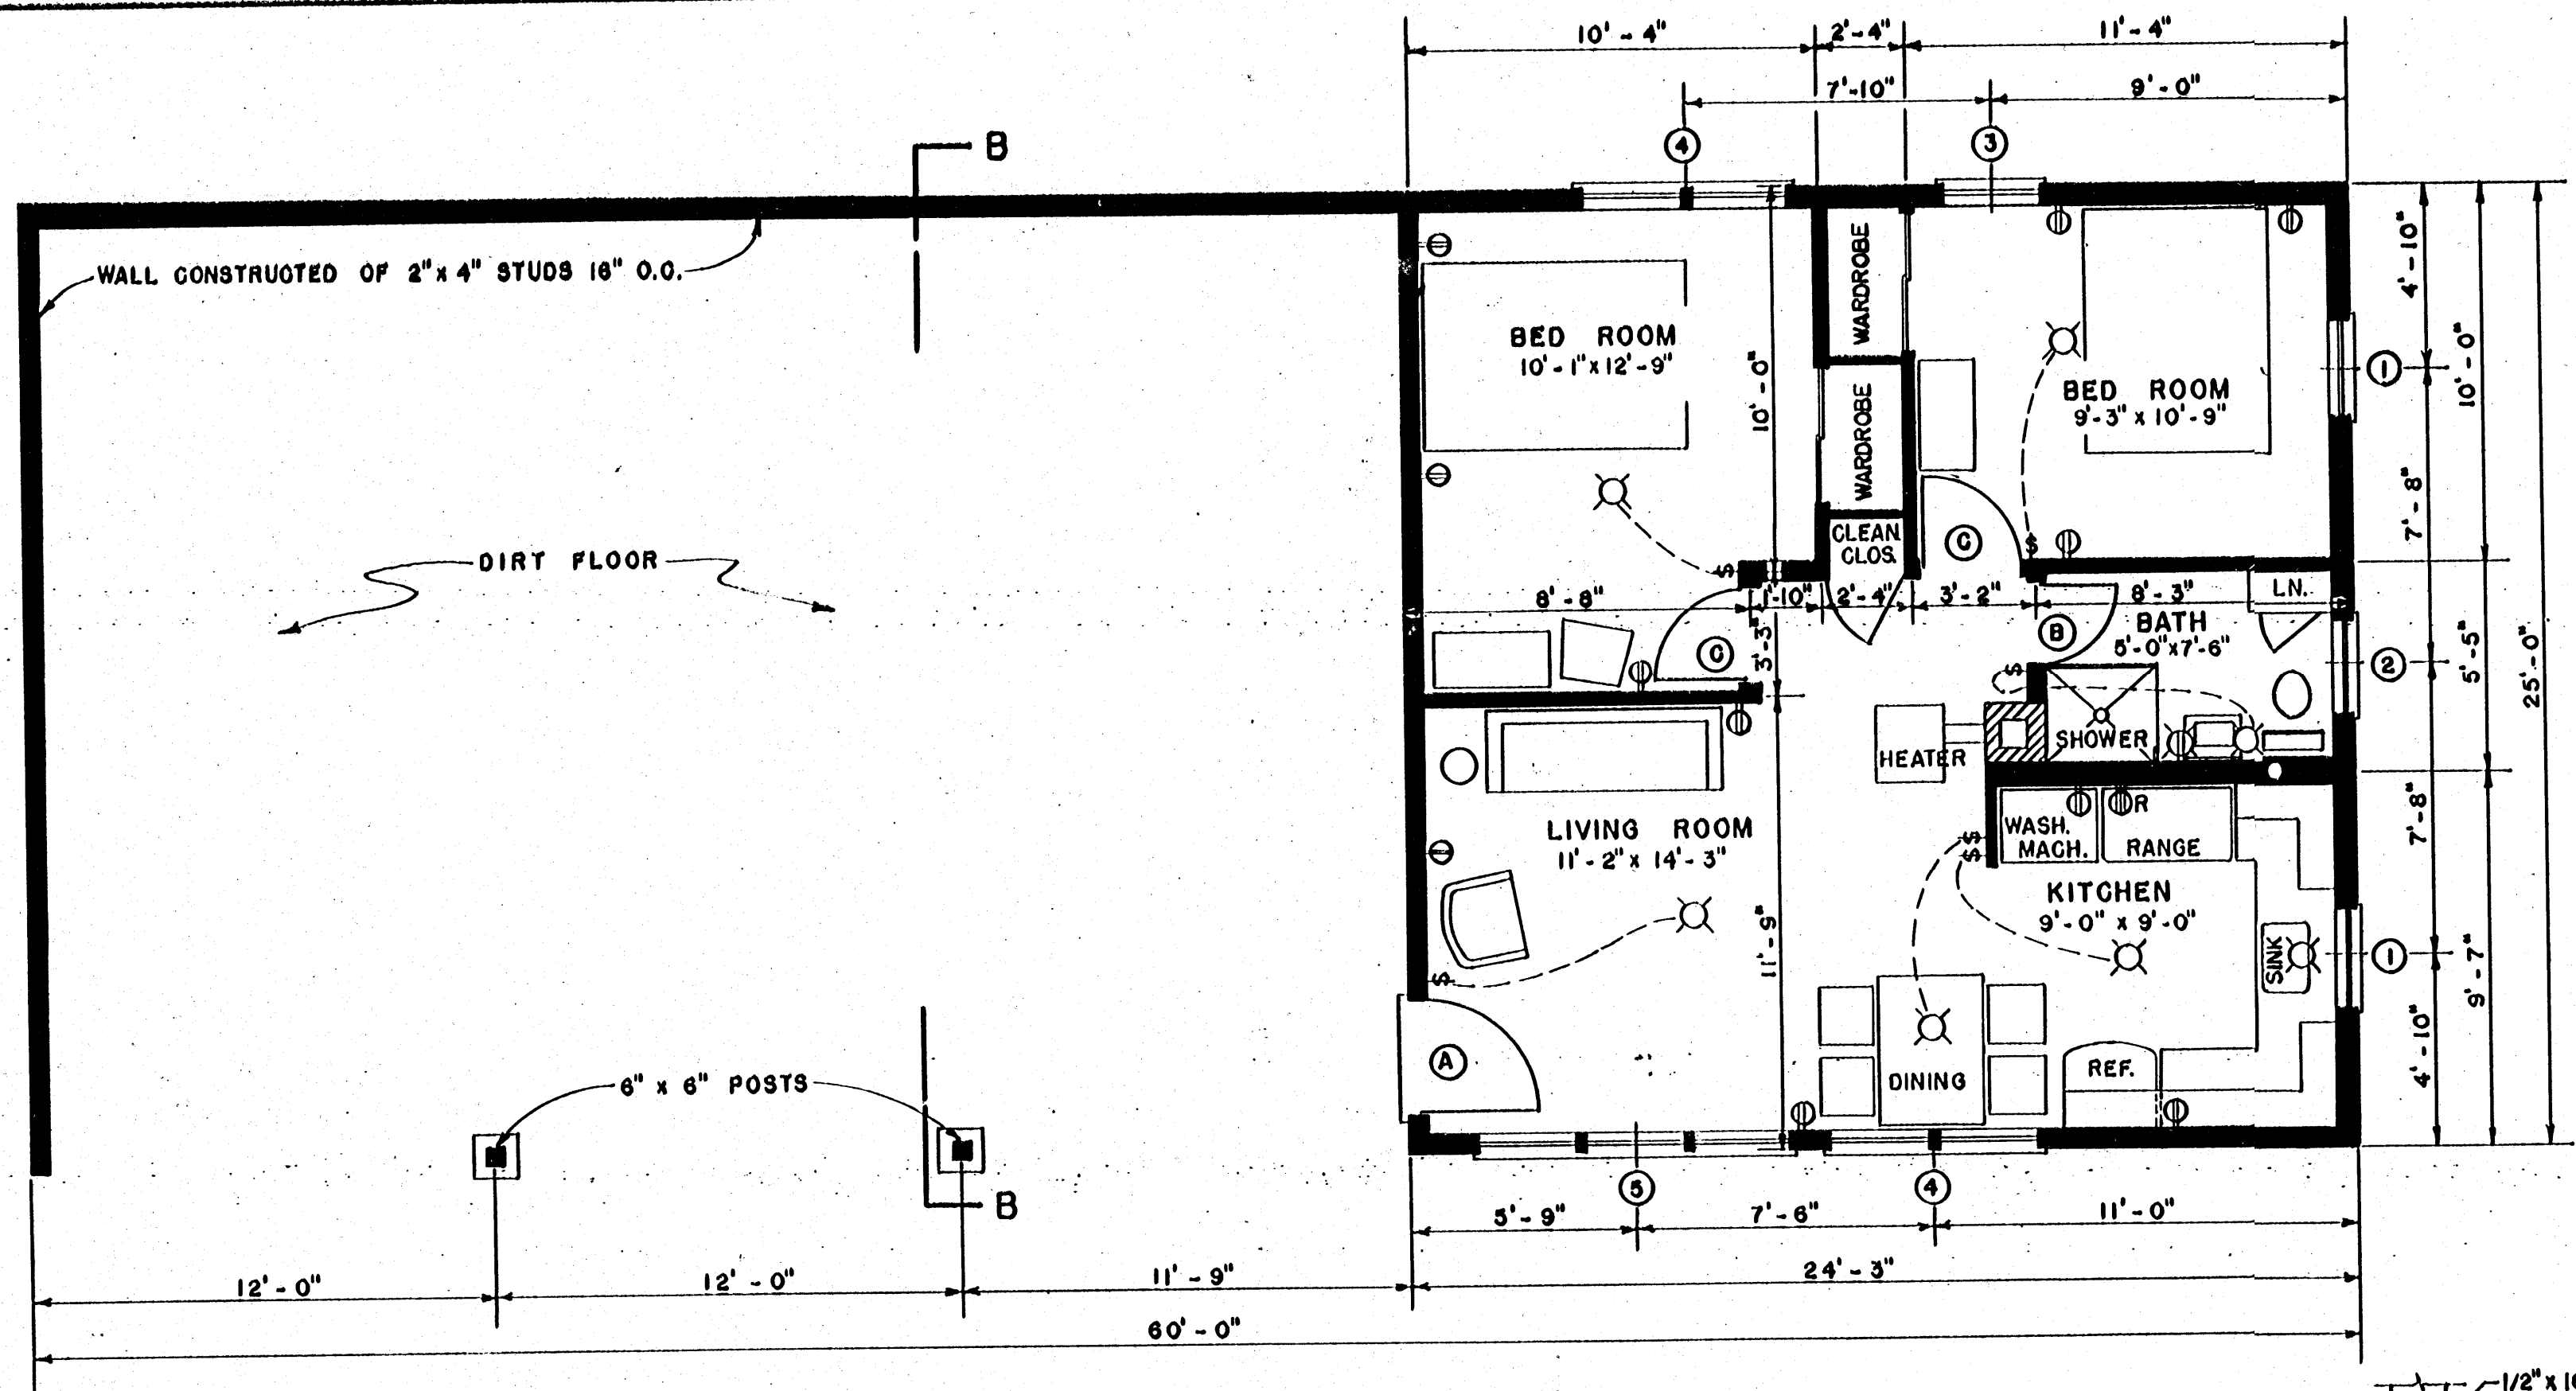 10'-4"
2'-4"
11'-4"
7'-10"
9'-0"
B
4
3
WALL CONSTRUCTED OF 2"x 4" STUDS 16" O.C.
WARDROBE
4'-10"
BED ROOM
10'-1"x 12'-9"
10'-0"
WARDROBE
BED ROOM
9'-3"x 10'-9"
1
10'-0"
DIRT FLOOR
CLEAN.
CLOS.
C
S
S
7'-8"
8'-8"
1'-10"
2'-4"
3'-2"
8'-3"
LN.
C
3'-3"
B
BATH
5'-0"x7'-6"
S
2
5'-5"
25'-0"
HEATER
SHOWER
LIVING ROOM
11'-2"x 14'-3"
S
S
WASH.
MACH.
R
RANGE
7'-8"
KITCHEN
9'-0" x 9'-0"
11'-9"
S
SINK
1
9'-7"
A
DINING
REF.
4'-10"
6" x 6" POSTS
B
5
4
5'-9"
7'-6"
11'-0"
12'-0"
12'-0"
11'-9"
24'-3"
60'-0"